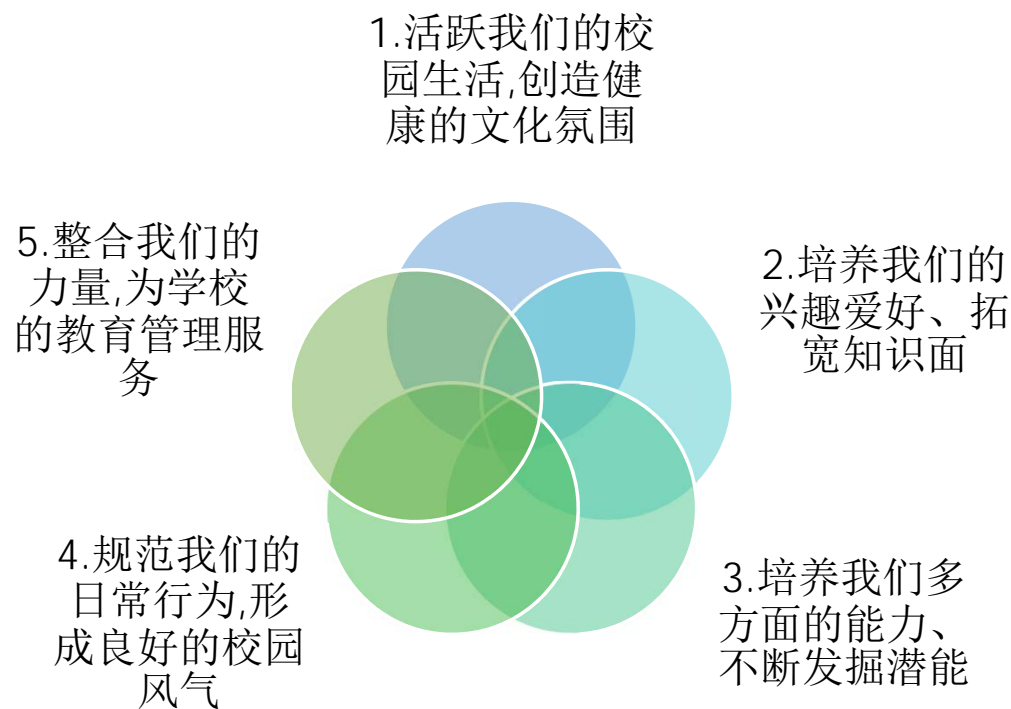 1.活跃我们的校
园生活,创造健
康的文化氛围
2.培养我们的
兴趣爱好、拓
宽知识面
3.培养我们多
方面的能力、
不断发掘潜能
4.规范我们的
日常行为,形
成良好的校园
风气
5.整合我们的
力量,为学校
的教育管理服
务